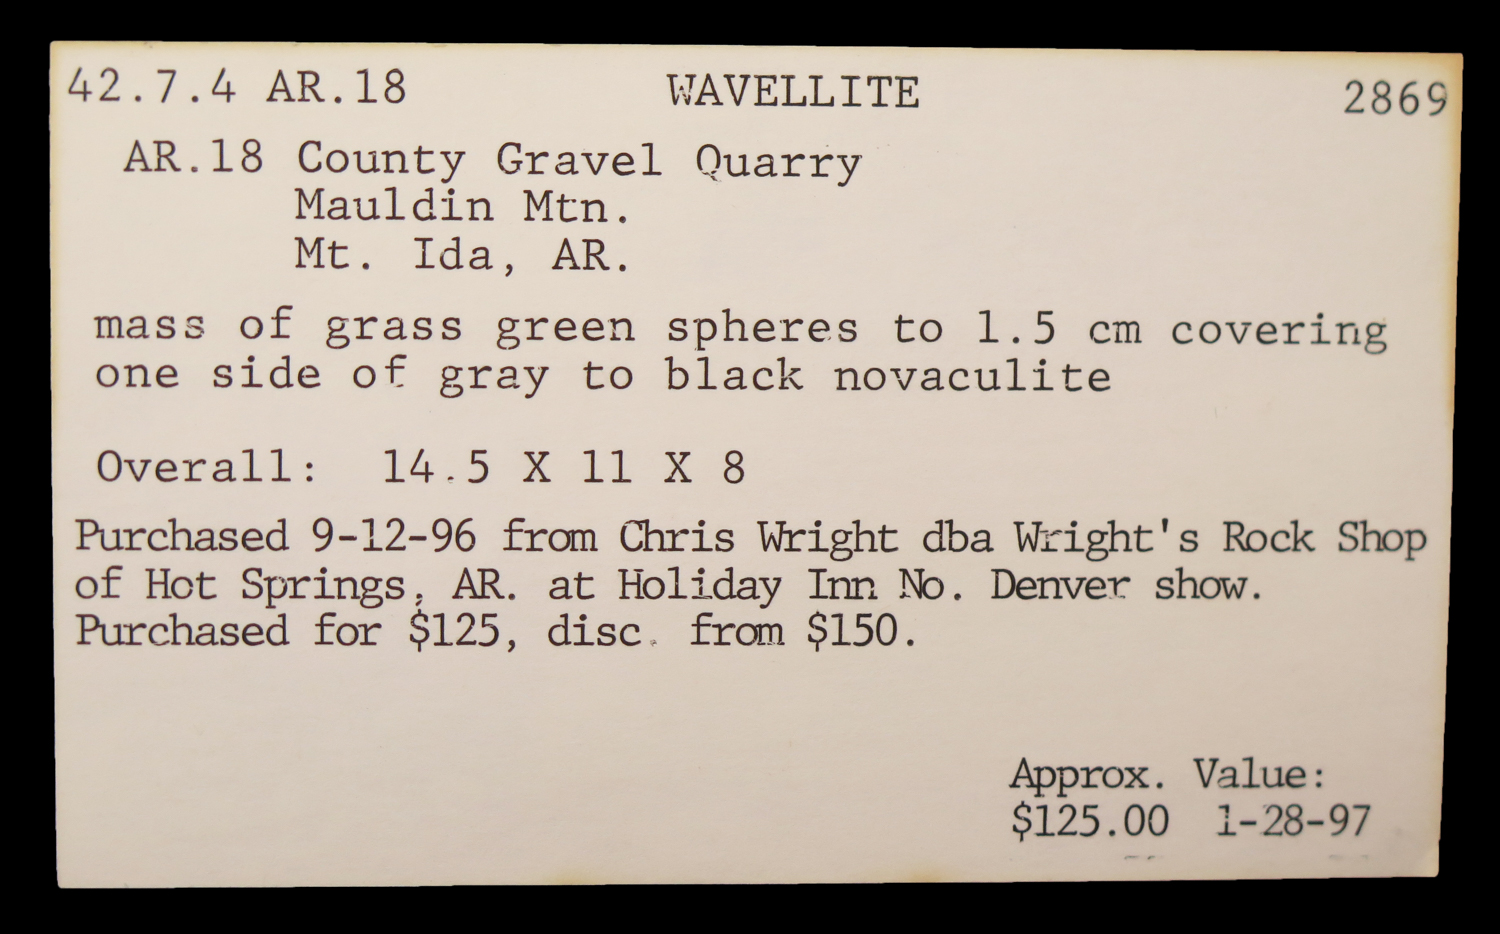 42.7.4 AR.18 WAVELLITE 2869
AR.18 County Gravel Quarry
Mauldin Mtn.
Mt. Ida, AR.
mass of grass green spheres to 1.5 cm covering
one side of gray to black novaculite
Overall: 14.5 X 11 X 8
Purchased 9-12-96 from Chris Wright dba Wright's Rock Shop
of Hot Springs, AR. at Holiday Inn No. Denver show.
Purchased for $125, disc. from $150.
Approx. Value:
$125.00 1-28-97